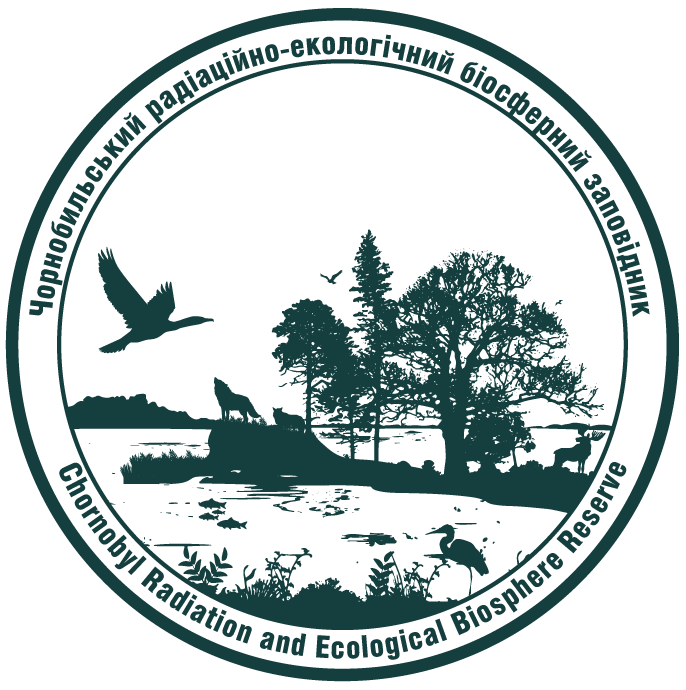 Чорнобильський радіаційно-екологічний біосферний заповідник
Chornobyl Radiation and Ecological Biosphere Reserve